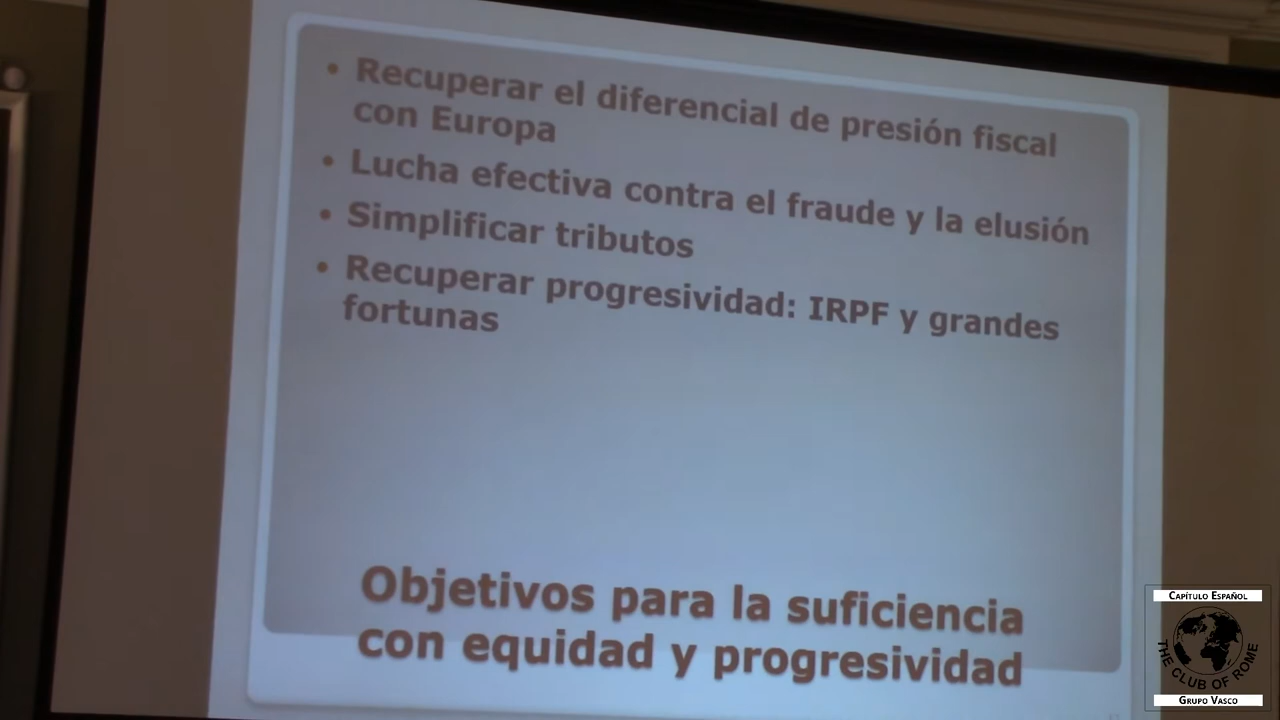 • Recuperar el diferencial de presión fiscal
con Europa
• Lucha efectiva contra el fraude y la elusión
• Simplificar tributos
• Recuperar progresividad: IRPF y grandes
fortunas
Objetivos para la suficiencia
con equidad y progresividad
CAPÍTULO ESPAÑOL
THE CLUB OF ROME
GRUPO VASCO